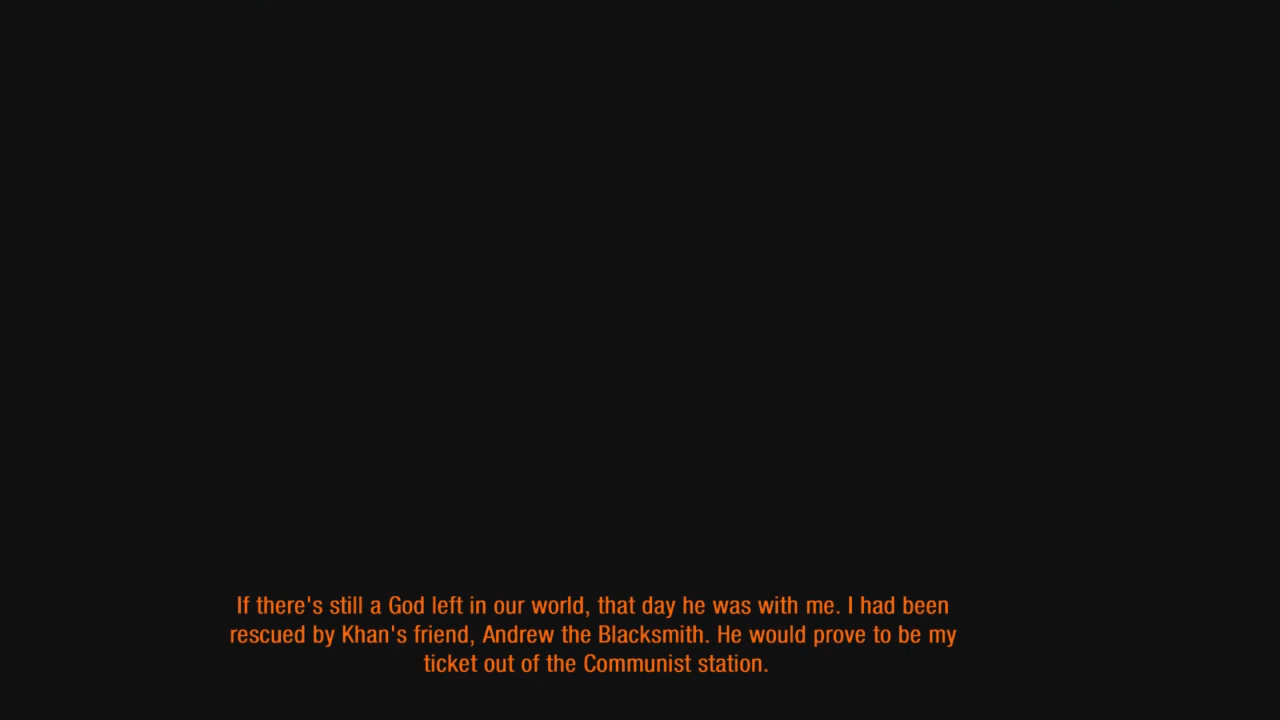 If there's still a God left in our world, that day he was with me. I had been
rescued by Khan's friend, Andrew the Blacksmith. He would prove to be my
ticket out of the Communist station.